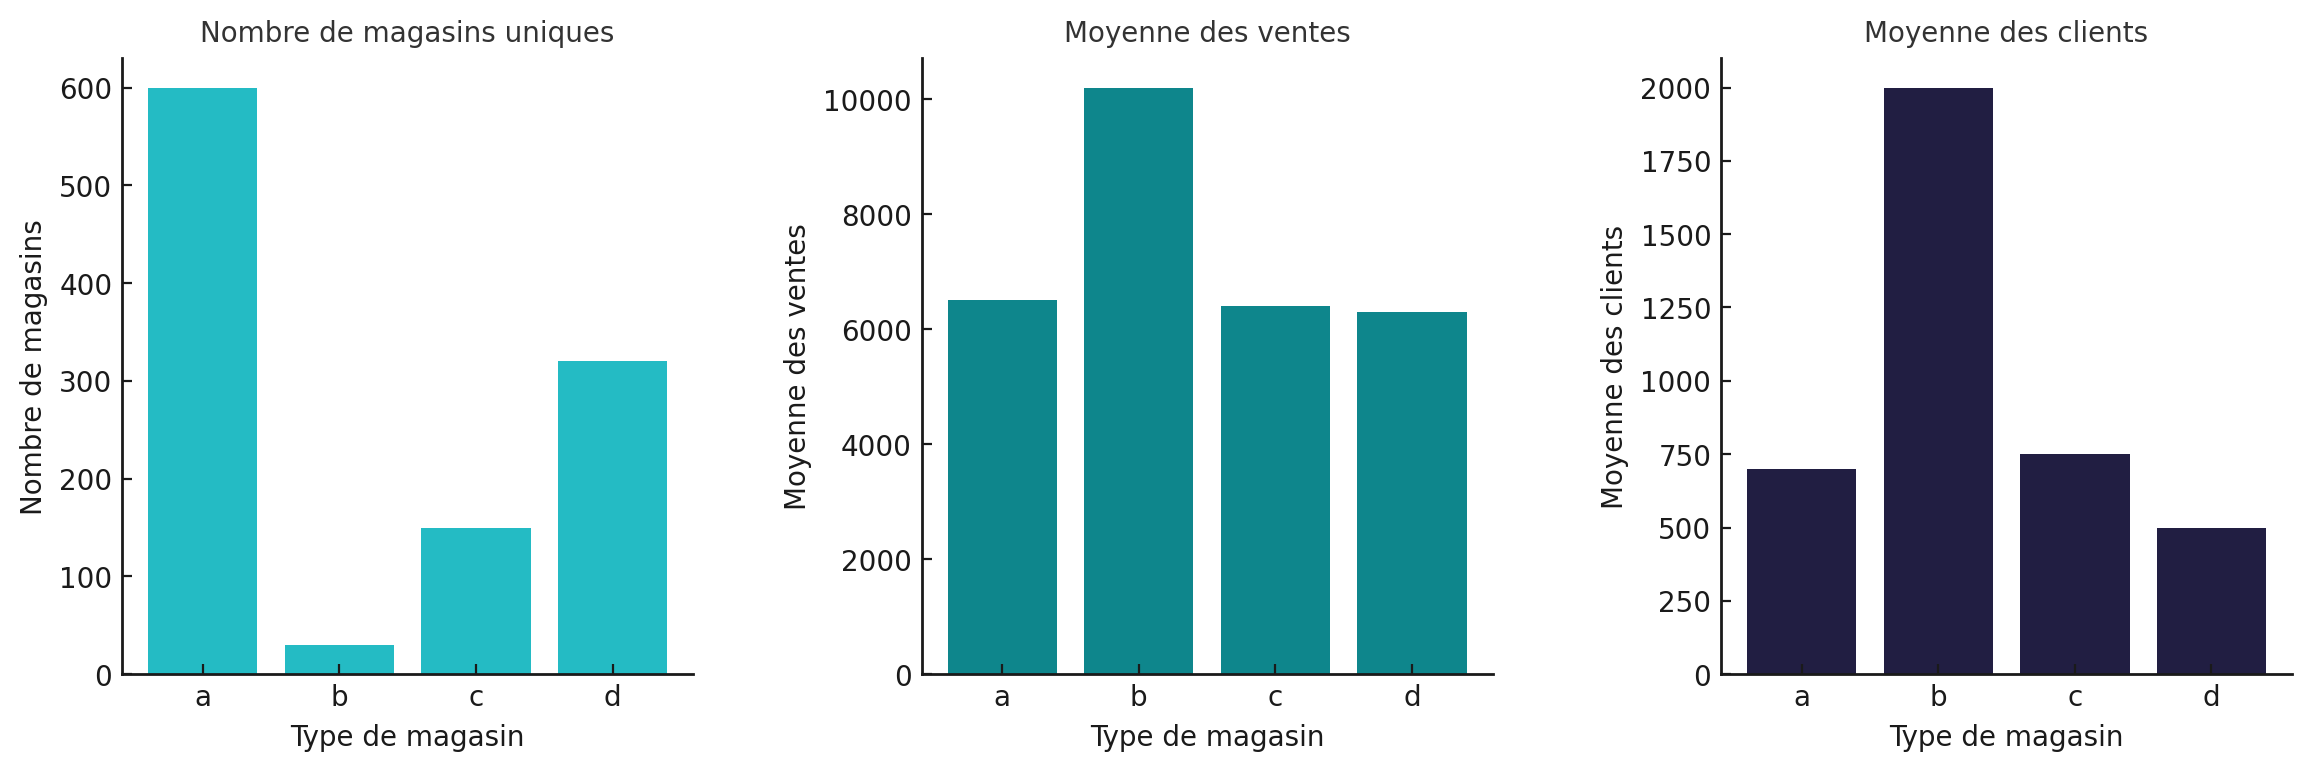 Nombre de magasins uniques
Nombre de magasins
600
500
400
300
200
100
0
a b c d
Type de magasin
Moyenne des ventes
Moyenne des ventes
10000
8000
6000
4000
2000
0
a b c d
Type de magasin
Moyenne des clients
Moyenne des clients
2000
1750
1500
1250
1000
750
500
250
0
a b c d
Type de magasin